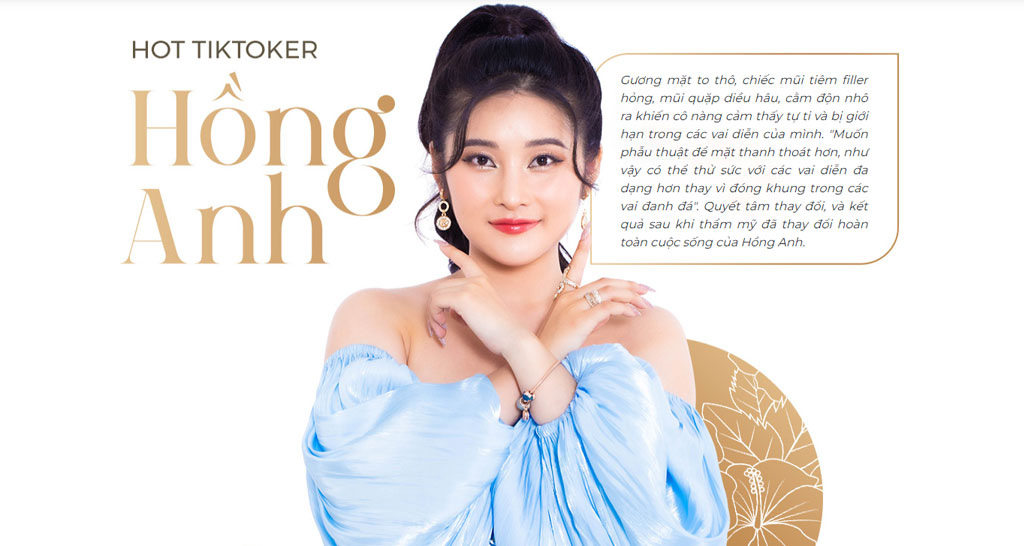 HOT TIKTOKER
Hồng
Anh
Gương mặt to thô, chiếc mũi tiêm filler
hỏng, mũi quặp diều hâu, cằm độn nhô
ra khiến cô nàng cảm thấy tự ti và bị giới
hạn trong các vai diễn của mình. "Muốn
phẫu thuật để mặt thanh thoát hơn, như
vậy có thể thử sức với các vai diễn đa
dạng hơn thay vì đóng khung trong các
vai đanh đá". Quyết tâm thay đổi, và kết
quả sau khi thẩm mỹ đã thay đổi hoàn
toàn cuộc sống của Hồng Anh.